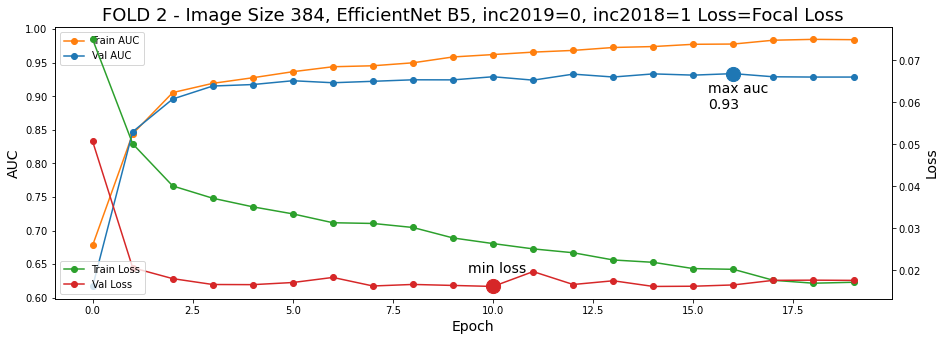 FOLD 2 - Image Size 384, EfficientNet B5, inc2019=0, inc2018=1 Loss=Focal Loss
1.00
0.95
0.90
0.85
0.80
0.75
0.70
0.65
0.60
AUC
Train AUC
Val AUC
Train Loss
Val Loss
max auc
0.93
min loss
0.07
0.06
0.05
0.04
0.03
0.02
Loss
0.0 2.5 5.0 7.5 10.0 12.5 15.0 17.5
Epoch